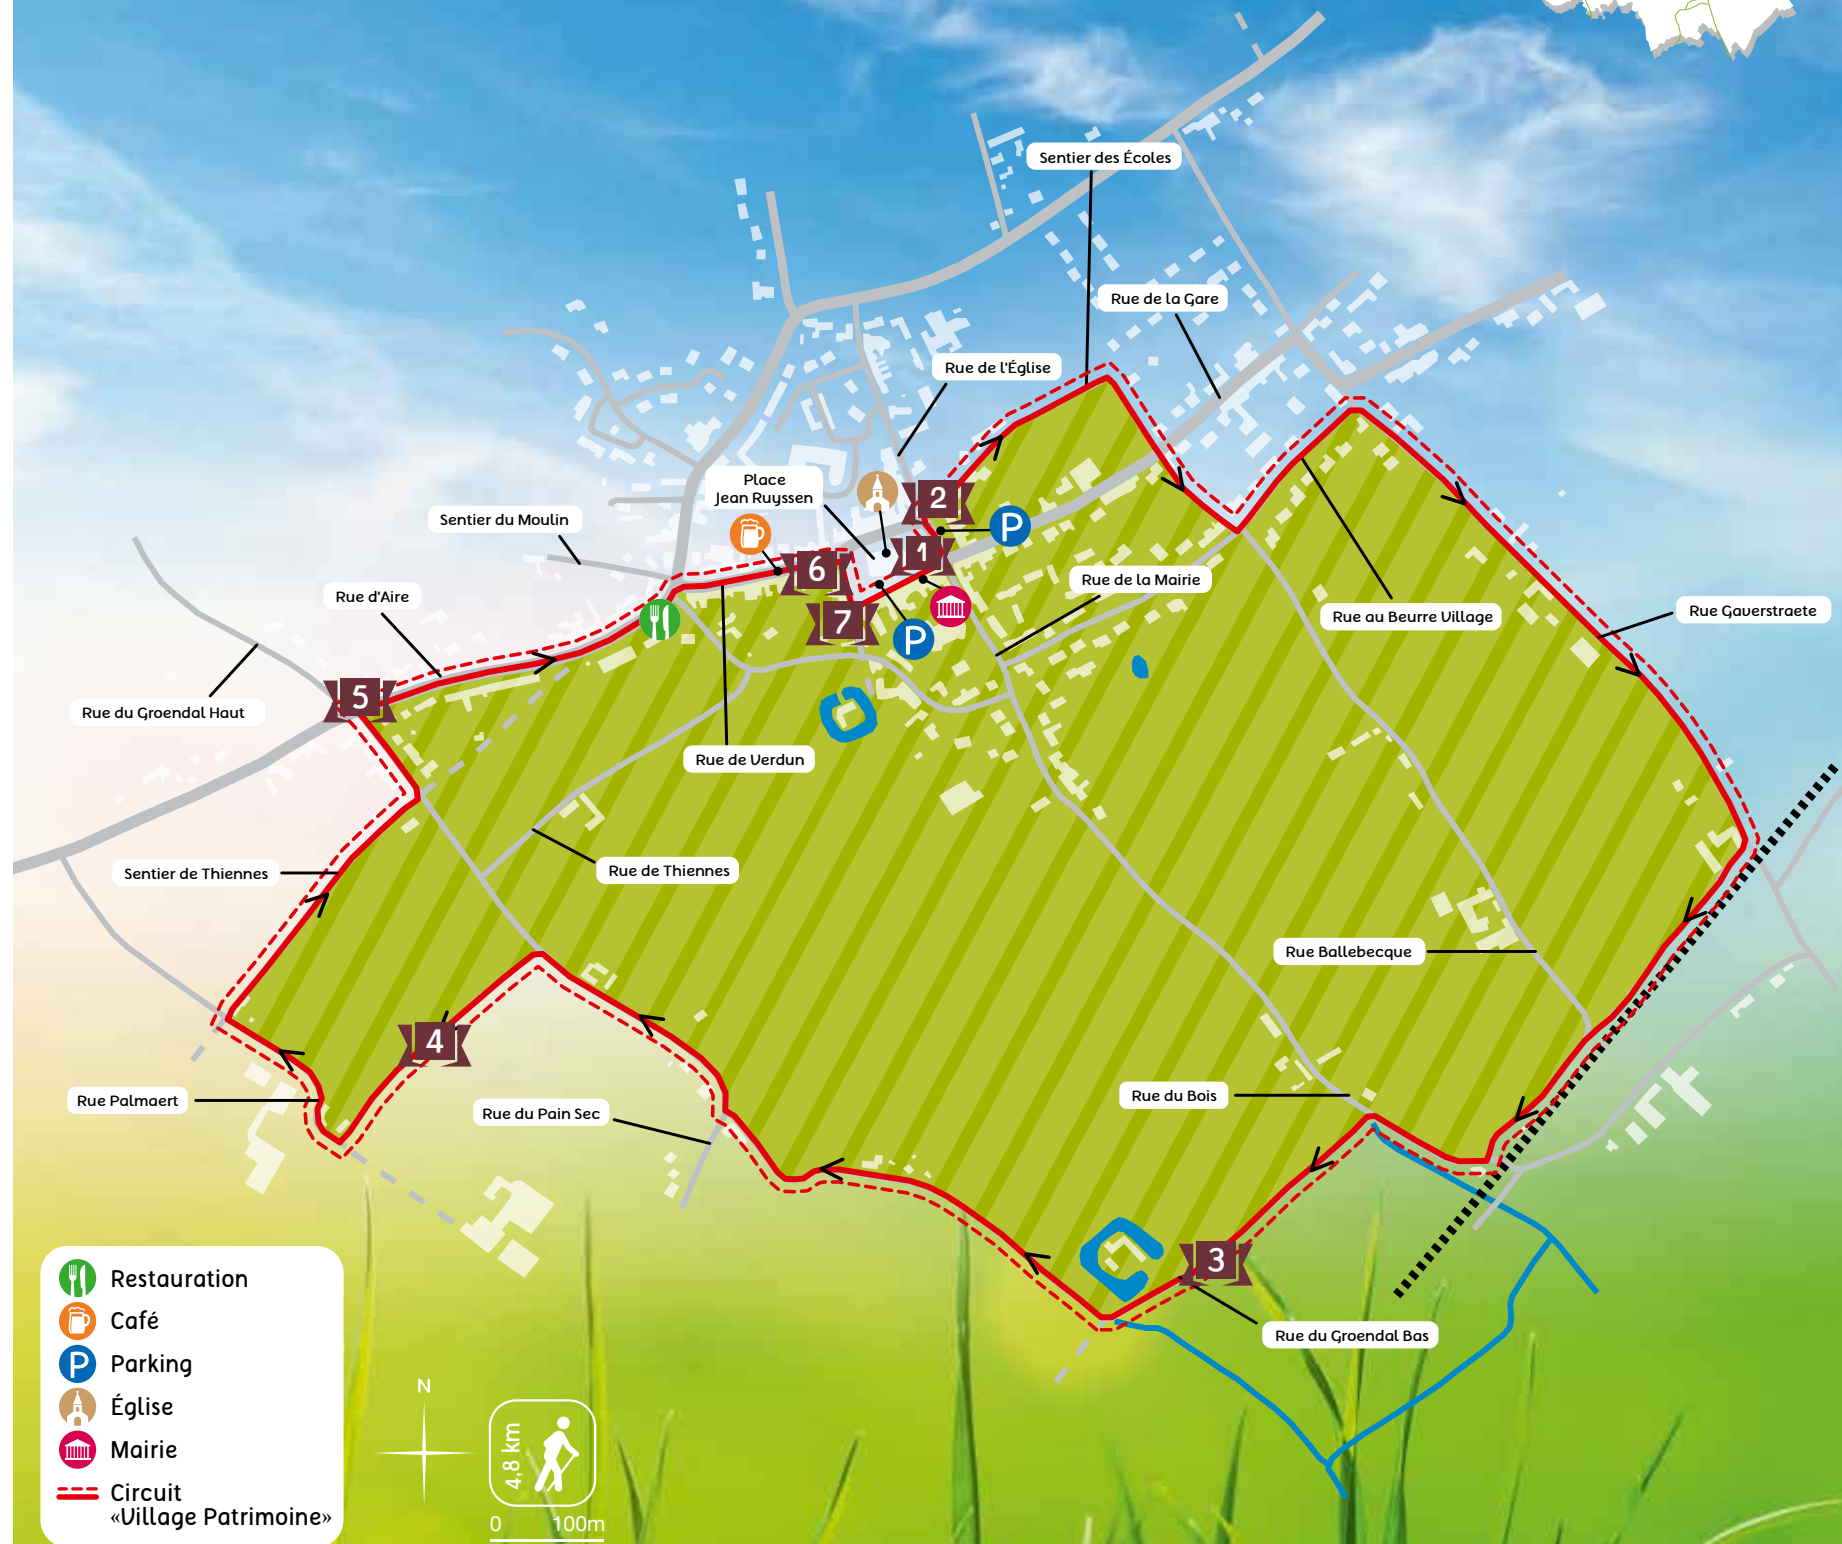 Sentier des Écoles
Rue de la Gare
Rue de l'Église
Place
Jean Ruyssen
2
P
Sentier du Moulin
1
6
Rue de la Mairie
Rue d'Aire
7
P
Rue au Beurre Village
Rue Gaverstraete
5
Rue du Groendal Haut
Rue de Verdun
Sentier de Thiennes
Rue de Thiennes
Rue Ballebecque
4
Rue Palmaert
Rue du Pain Sec
Rue du Bois
3
Rue du Groendal Bas
Restauration
Café
P Parking
Église
Mairie
Circuit
«Village Patrimoine»
N
4,8 km
0 100m